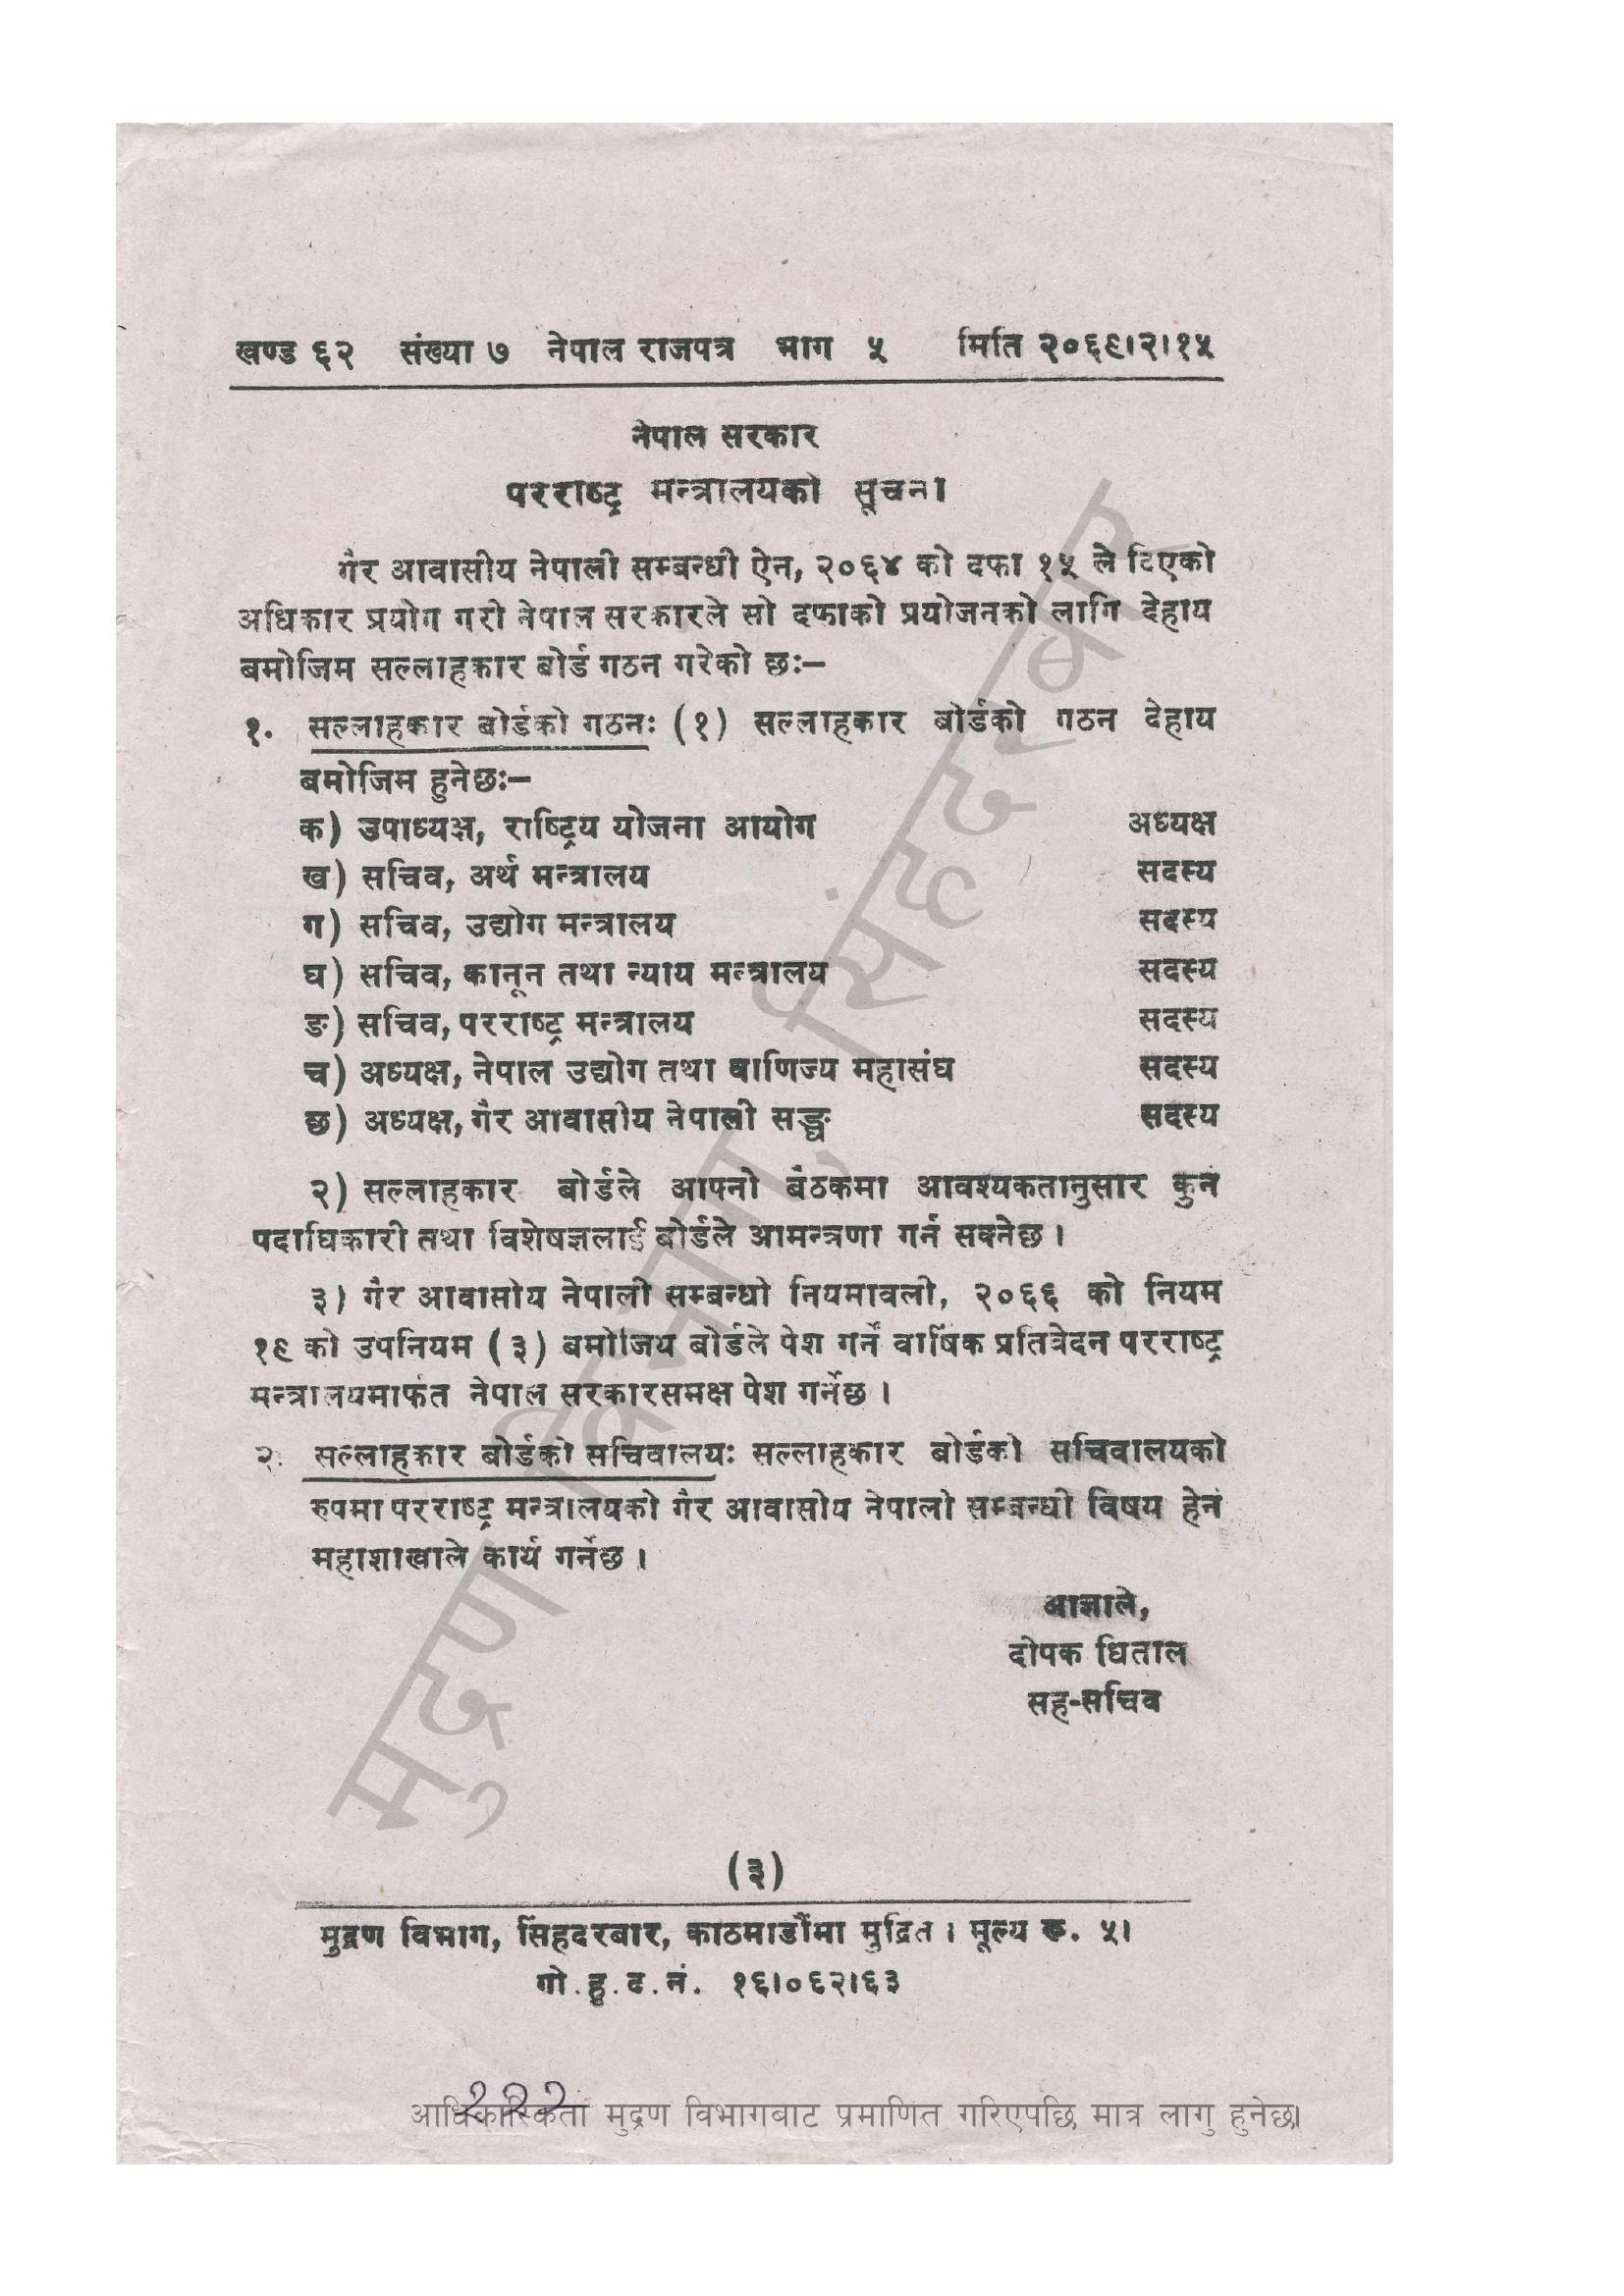 खण्ड ६२ संख्या ७ नेपाल राजपत्र भाग ५ मिति २०६९।२।१५
नेपाल सरकार
परराष्ट्र मन्त्रालयको सूचना
गैर आवासीय नेपाली सम्बन्धी ऐन, २०६४ को दफा १५ ले दिएको
अधिकार प्रयोग गरी नेपाल सरकारले सो दफाको प्रयोजनको लागि देहाय
बमोजिम सल्लाहकार बोर्ड गठन गरेको छः–
१. सल्लाहकार बोर्डको गठनः (१) सल्लाहकार बोर्डको गठन देहाय
बमोजिम हुनेछः–
क) उपाध्यक्ष, राष्ट्रिय योजना आयोग अध्यक्ष
ख) सचिव, अर्थ मन्त्रालय सदस्य
ग) सचिव, उद्योग मन्त्रालय सदस्य
घ) सचिव, कानून तथा न्याय मन्त्रालय सदस्य
ङ) सचिव, परराष्ट्र मन्त्रालय सदस्य
च) अध्यक्ष, नेपाल उद्योग तथा वाणिज्य महासंघ सदस्य
छ) अध्यक्ष, गैर आवासीय नेपाली सङ्घ सदस्य
२) सल्लाहकार बोर्डले आफ्नो बैठकमा आवश्यकतानुसार कुनै
पदाधिकारी तथा विशेषज्ञलाई बोर्डले आमन्त्रणा गर्न सक्नेछ ।
३) गैर आवासीय नेपाली सम्बन्धी नियमावली, २०६६ को नियम
१९ को उपनियम (३) बमोजिम बोर्डले पेश गर्ने वार्षिक प्रतिवेदन परराष्ट्र
मन्त्रालयमार्फत नेपाल सरकारसमक्ष पेश गर्नेछ ।
२. सल्लाहकार बोर्डको सचिवालयः सल्लाहकार बोर्डको सचिवालयको
रुपमा परराष्ट्र मन्त्रालयको गैर आवासीय नेपाली सम्बन्धी विषय हेर्ने
महाशाखाले कार्य गर्नेछ ।
आज्ञाले,
दीपक धिताल
सह-सचिव
(३)
मुद्रण विभाग, सिंहदरबार, काठमाडौंमा मुद्रित । मूल्य रु. ५।
गो.हु.द.नं. १६।०६२।६३
आधिकारिकता मुद्रण विभागबाट प्रमाणित गरिएपछि मात्र लागु हुनेछ।
मुद्रण विभाग, सिंहदरबार